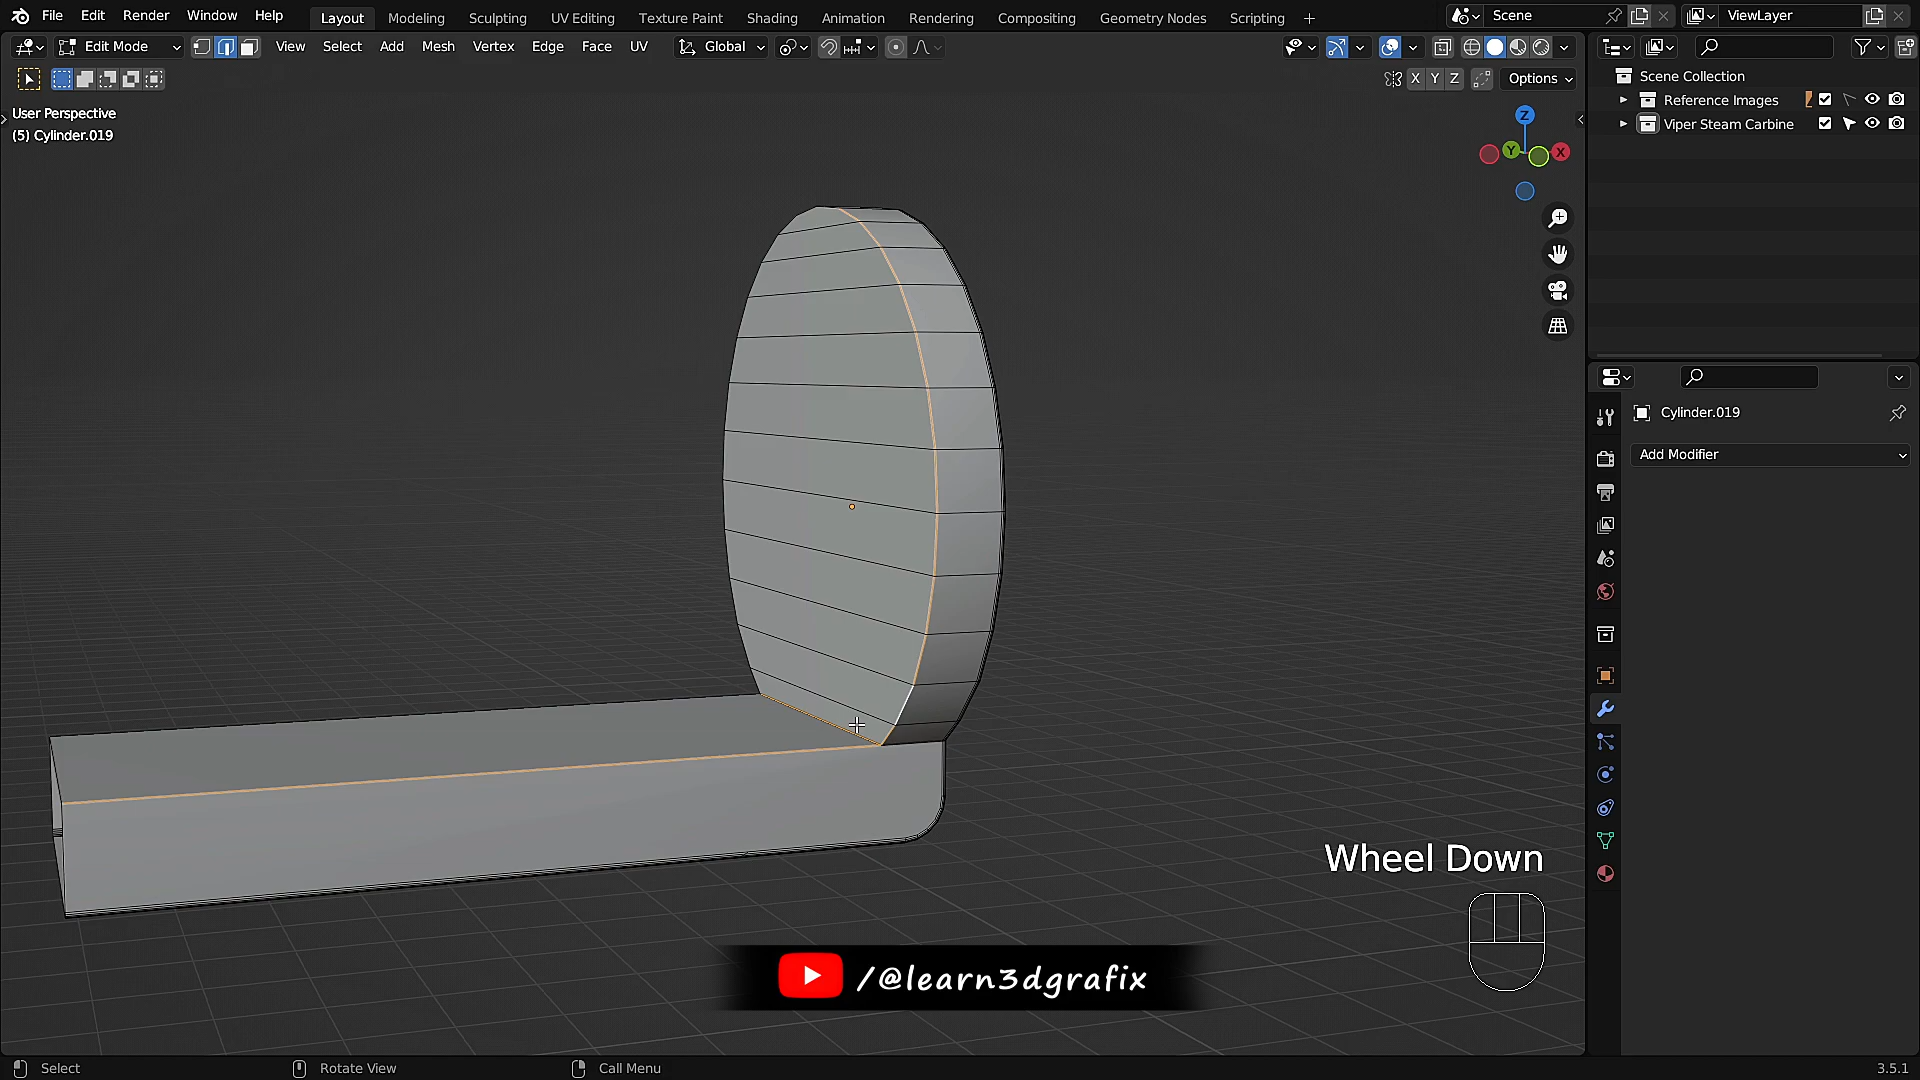 File Edit Render Window Help Layout Modeling Sculpting UV Editing Texture Paint Shading Animation Rendering Compositing Geometry Nodes Scripting + Scene ViewLayer
Edit Mode View Select Add Mesh Vertex Edge Face UV Global
X Y Z Options
User Perspective
(5) Cylinder.019
Z
Y X
Scene Collection
Reference Images
Viper Steam Carbine
Cylinder.019
Add Modifier
Wheel Down
/@learn3dgrafix
Select Rotate View Call Menu 3.5.1